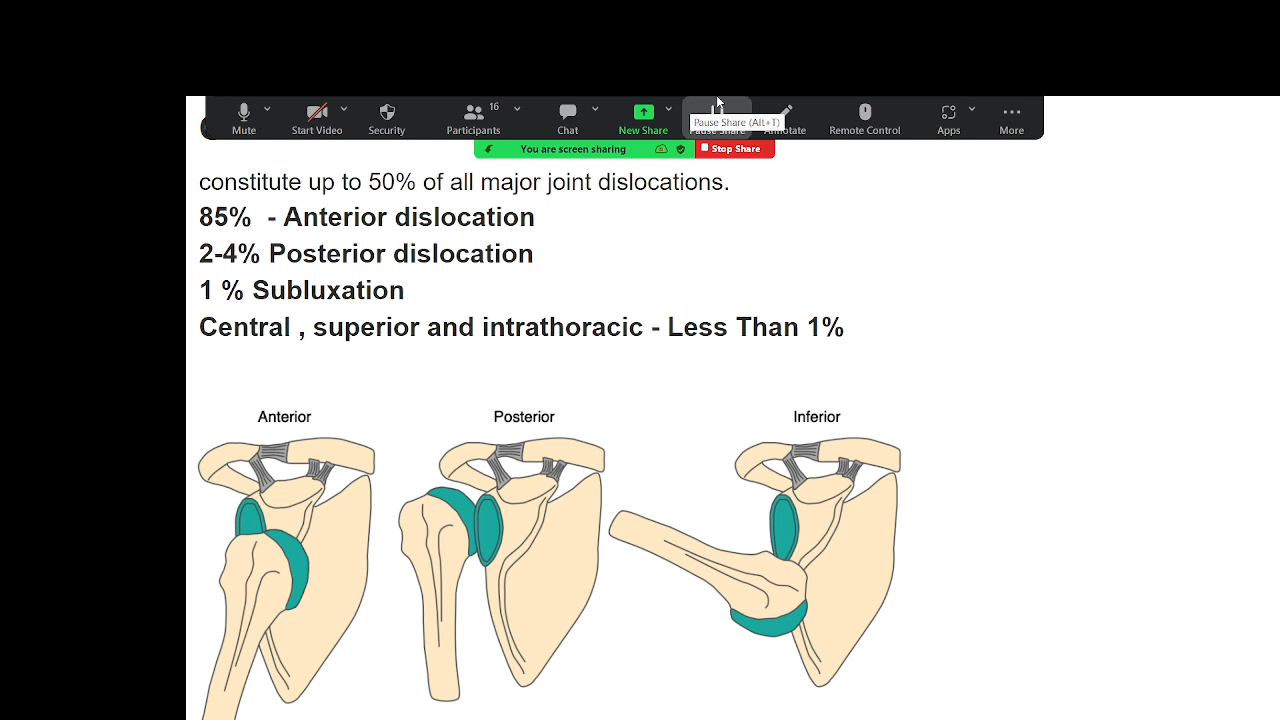 16
Mute
Start Video
Security
Participants
Chat
New Share
Pause Share
Annotate
Remote Control
Apps
More
Pause Share (Alt+T)
You are screen sharing
Stop Share
constitute up to 50% of all major joint dislocations.
85%  - Anterior dislocation
2-4% Posterior dislocation
1 % Subluxation
Central , superior and intrathoracic - Less Than 1%
Anterior
Posterior
Inferior